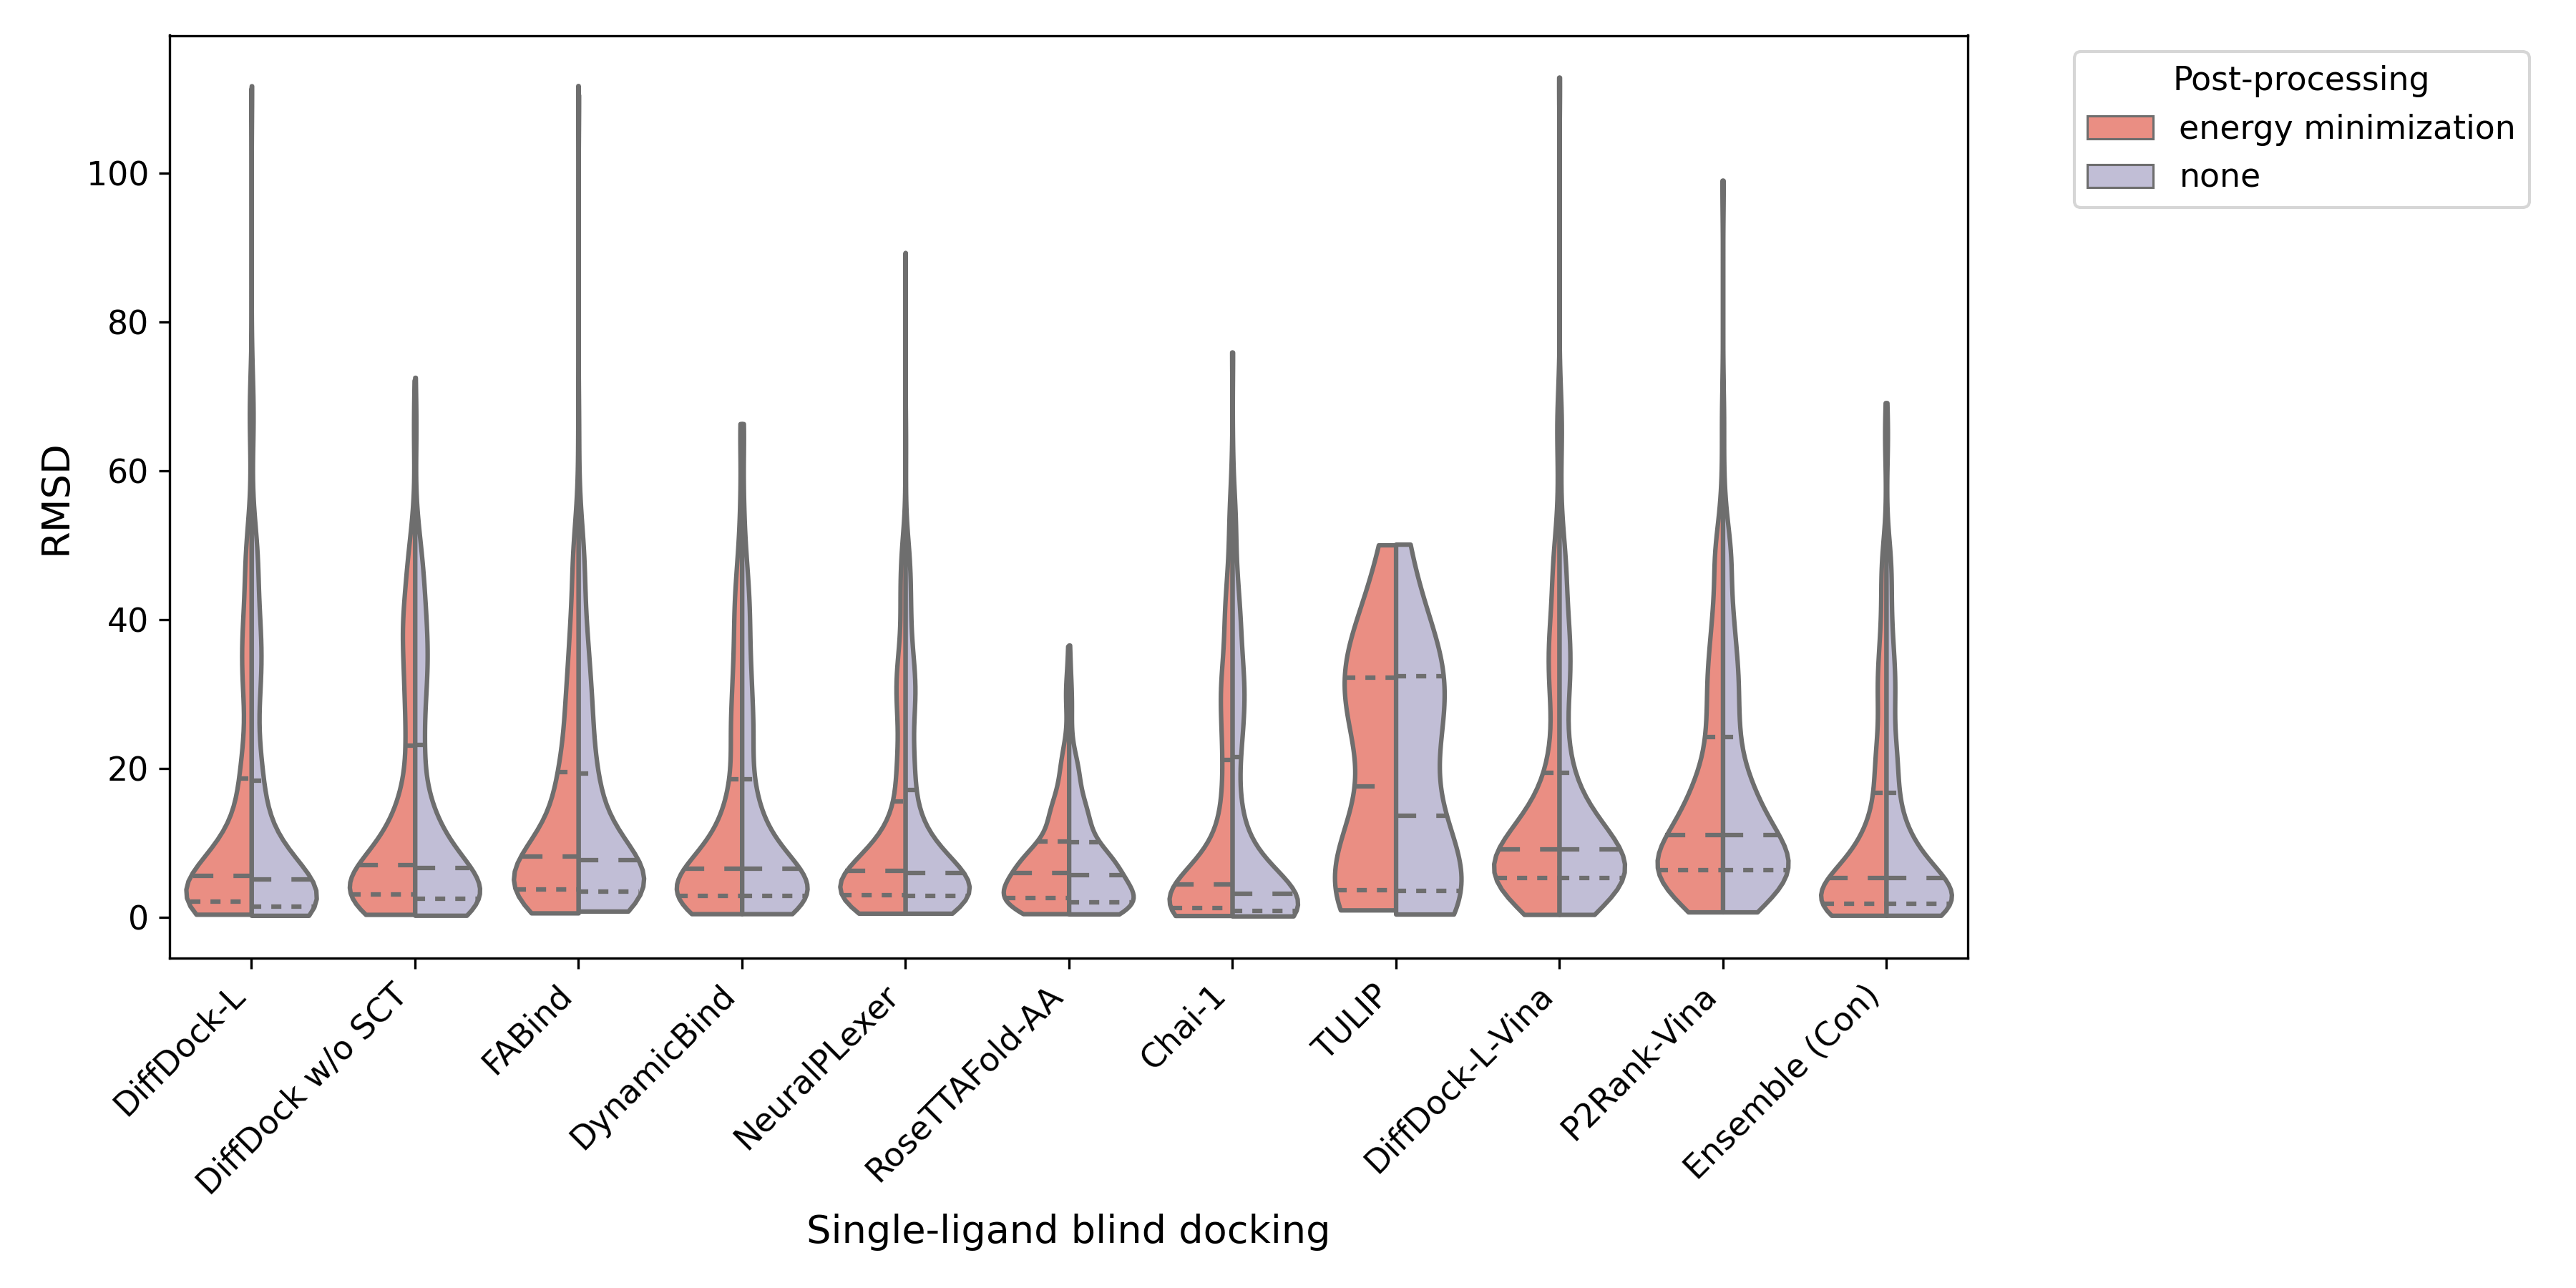 Post-processing
energy minimization
none
RMSD
100
80
60
40
20
0
DiffDock-L
DiffDock w/o SCT
FABind
DynamicBind
NeuralPLexer
RoseTTAFold-AA
Chai-1
TULIP
DiffDock-L-Vina
P2Rank-Vina
Ensemble (Con)
Single-ligand blind docking